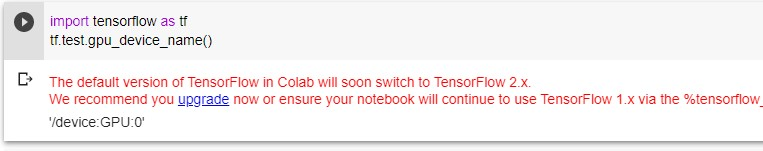 import tensorflow as tf
tf.test.gpu_device_name()
The default version of TensorFlow in Colab will soon switch to TensorFlow 2.x.
We recommend you upgrade now or ensure your notebook will continue to use TensorFlow 1.x via the %tensorflow_
'/device:GPU:0'